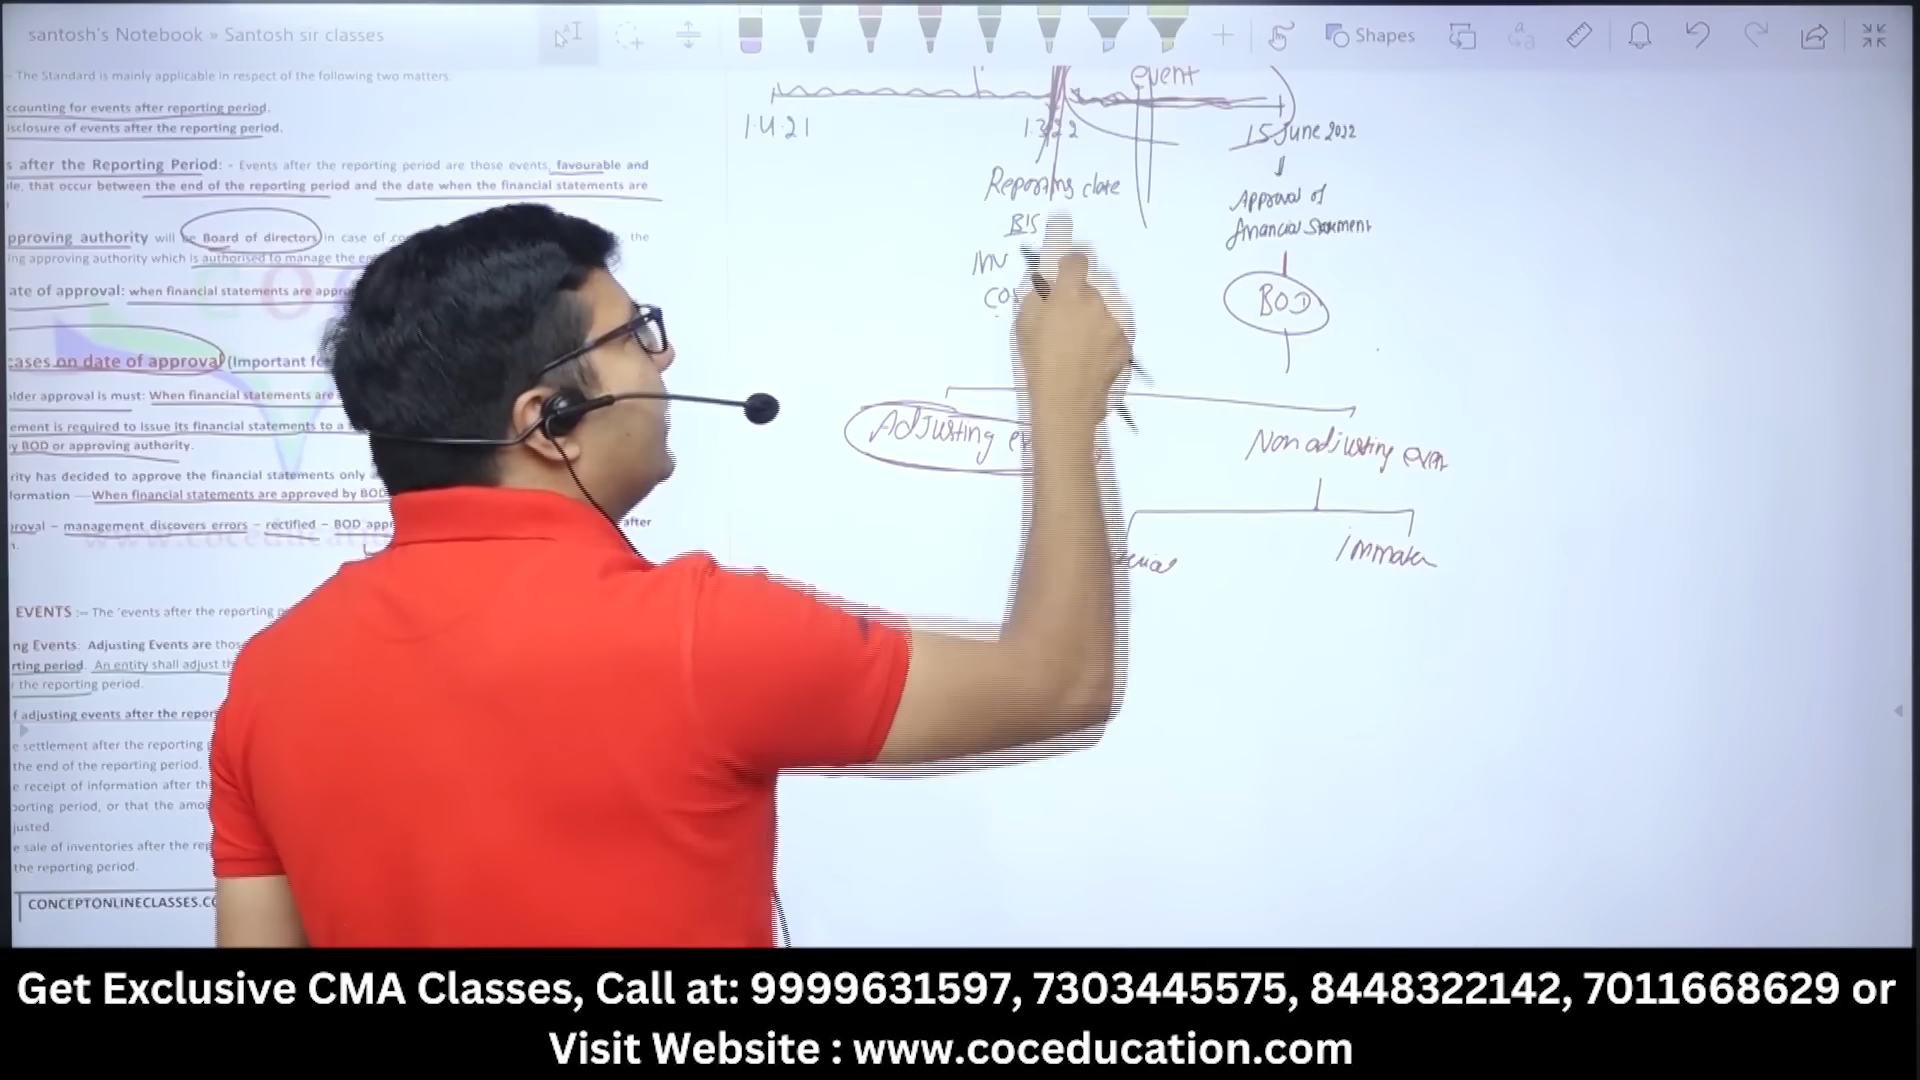 santosh's Notebook » Santosh sir classes
Shapes
- The Standard is mainly applicable in respect of the following two matters.
ccounting for events after reporting period.
isclosure of events after the reporting period.
s after the Reporting Period: - Events after the reporting period are those events, favourable and
le, that occur between the end of the reporting period and the date when the financial statements are
pproving authority will be Board of directors in case of the
ing approving authority which is authorised to manage the
ate of approval: when financial statements are appr
cases on date of approval (Important fo
older approval is must: When financial statements are
ement is required to issue its financial statements to a
y BOD or approving authority.
rity has decided to approve the financial statements only
formation — When financial statements are approved by BOD
proval – management discovers errors – rectified – BOD app after
EVENTS :– The 'events after the reporting
ng Events: Adjusting Events are thos
rting period. An entity shall adjust th
the reporting period.
f adjusting events after the repor
e settlement after the reporting
the end of the reporting period.
e receipt of information after th
porting period, or that the amo
justed.
e sale of inventories after the rep
the reporting period.
CONCEPTONLINECLASSES.CO
event
1.4.21
15 June 2022
Reporting date
B/S
Inv
Approval of
financial statement
BOD
Adjusting ev
Non adjusting even
erial
Immater
Get Exclusive CMA Classes, Call at: 9999631597, 7303445575, 8448322142, 7011668629 or
Visit Website : www.coceducation.com